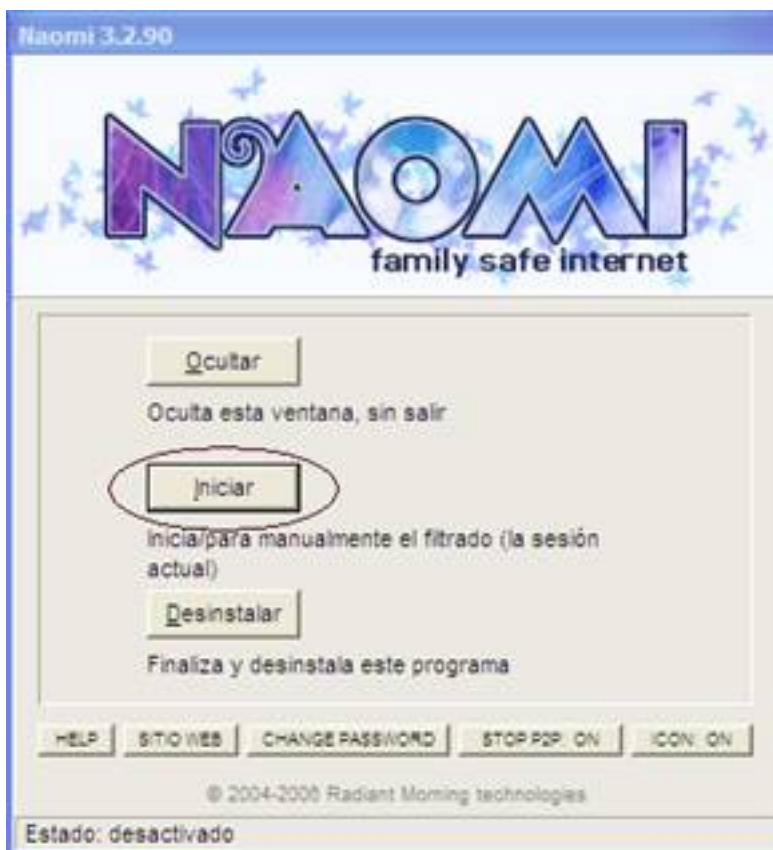 Naomi 3.2.90
NAOMI
family safe internet
Ocultar
Oculta esta ventana, sin salir
Iniciar
Inicia/para manualmente el filtrado (la sesión
actual)
Desinstalar
Finaliza y desinstala este programa
HELP SITIO WEB CHANGE PASSWORD STOP P2P: ON ICON: ON
© 2004-2006 Radiant Morning technologies
Estado: desactivado